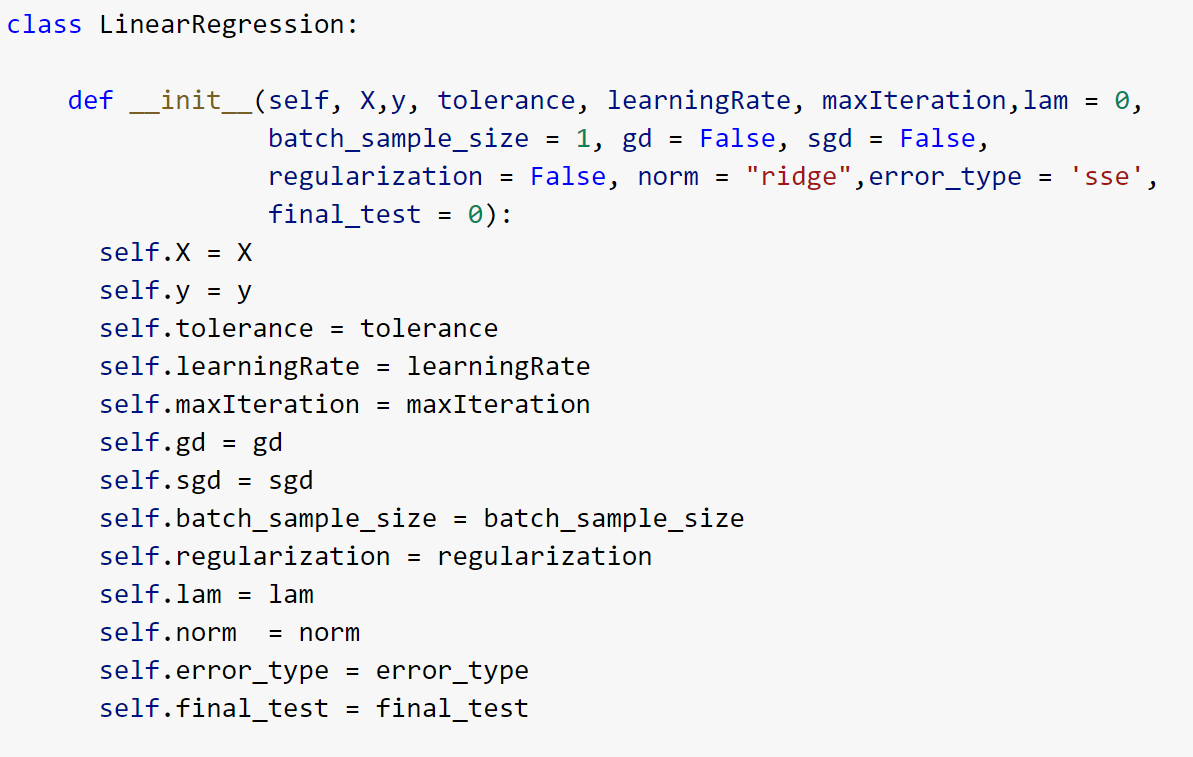 class LinearRegression:
    def __init__(self, X,y, tolerance, learningRate, maxIteration,lam = 0,
                 batch_sample_size = 1, gd = False, sgd = False,
                 regularization = False, norm = "ridge",error_type = 'sse',
                 final_test = 0):
      self.X = X
      self.y = y
      self.tolerance = tolerance
      self.learningRate = learningRate
      self.maxIteration = maxIteration
      self.gd = gd
      self.sgd = sgd
      self.batch_sample_size = batch_sample_size
      self.regularization = regularization
      self.lam = lam
      self.norm  = norm
      self.error_type = error_type
      self.final_test = final_test